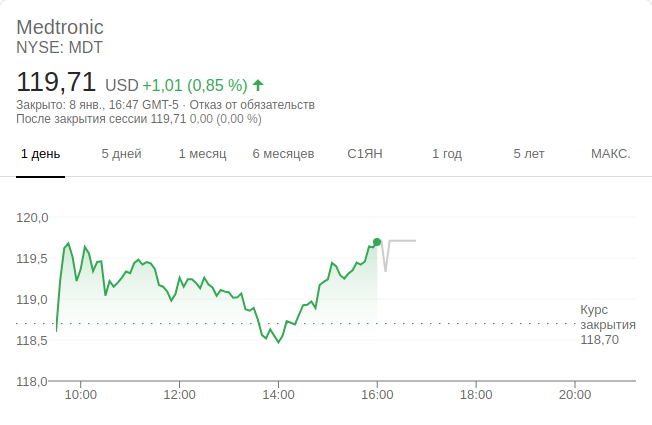 Medtronic
NYSE: MDT
119,71 USD +1,01 (0,85 %)
Закрыто: 8 янв., 16:47 GMT-5 · Отказ от обязательств
После закрытия сессии 119,71 0,00 (0,00 %)
1 день 5 дней 1 месяц 6 месяцев С1ЯН 1 год 5 лет МАКС.
120,0
119,5
119,0
Курс
закрытия
118,70
118,5
118,0
10:00 12:00 14:00 16:00 18:00 20:00